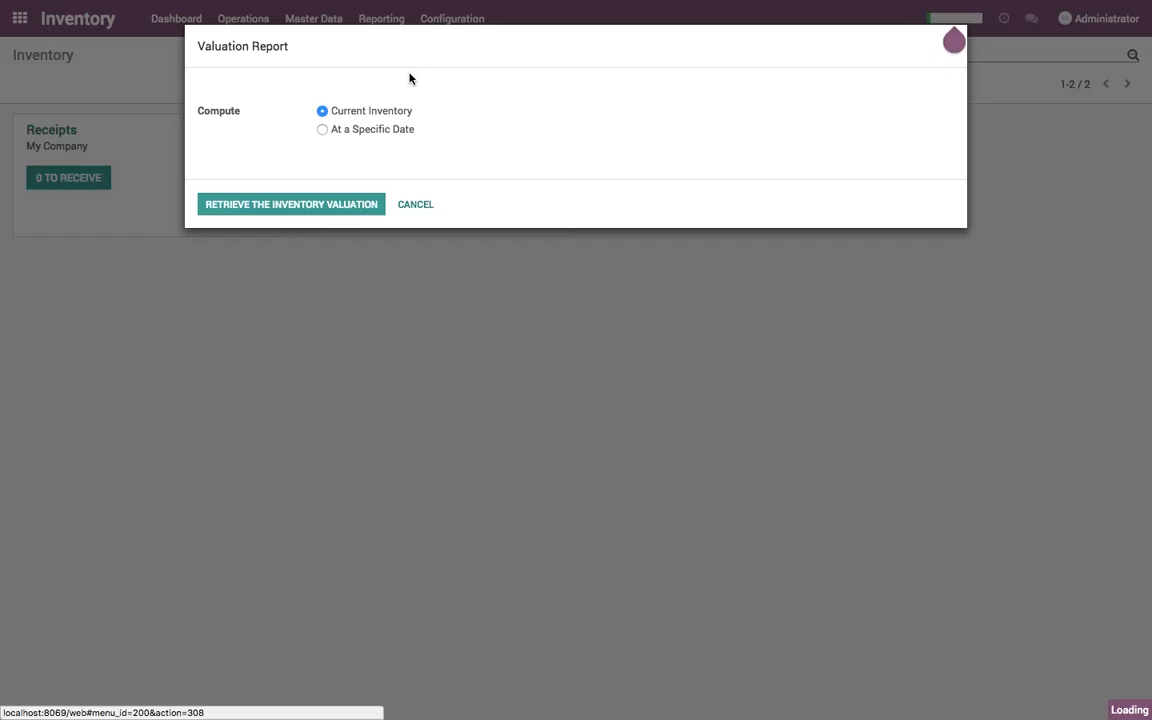 Inventory Dashboard Operations Master Data Reporting Configuration Administrator
Inventory
Valuation Report
1-2 / 2
Compute
Current Inventory
At a Specific Date
Receipts
My Company
0 TO RECEIVE
RETRIEVE THE INVENTORY VALUATION CANCEL
localhost:8069/web#menu_id=200&action=308
Loading